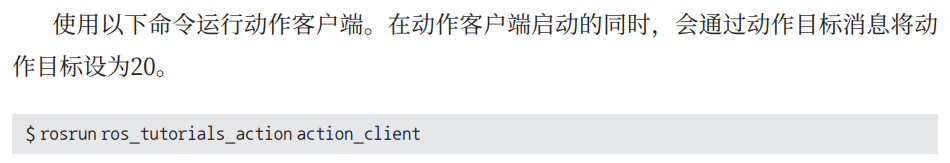 使用以下命令运行动作客户端。在动作客户端启动的同时，会通过动作目标消息将动
作目标设为20。
$ rosrun ros_tutorials_action action_client